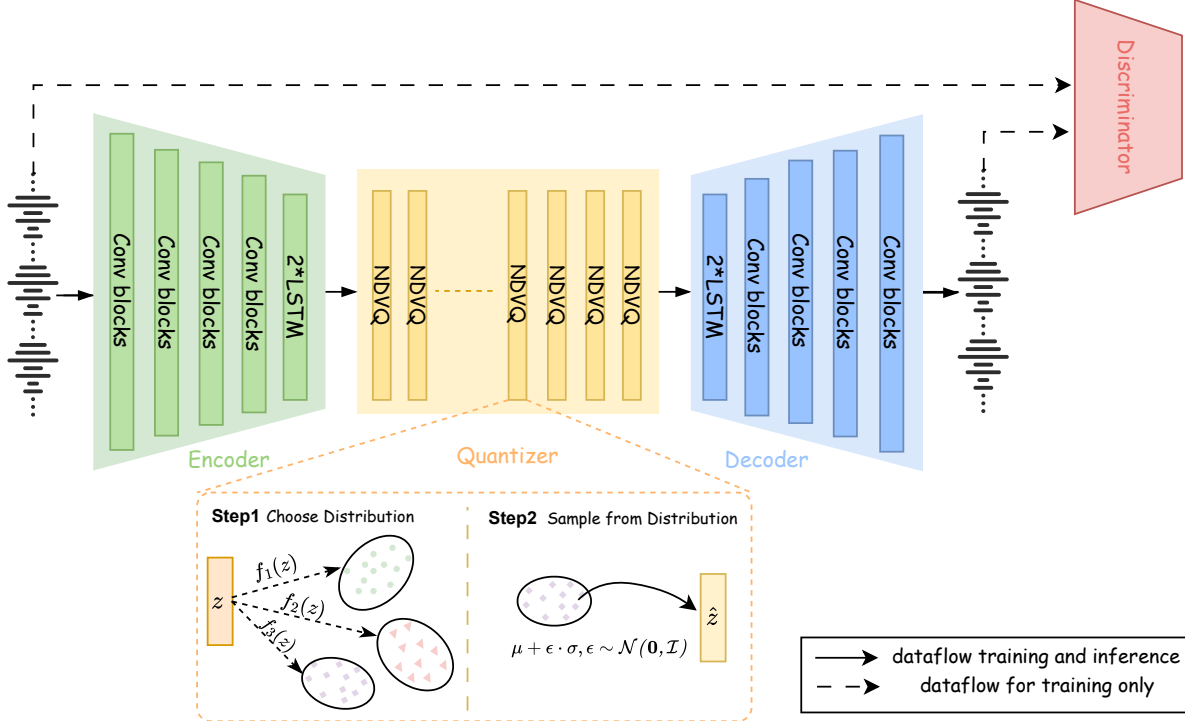 Discriminator
Conv blocks
Conv blocks
Conv blocks
Conv blocks
2*LSTM
NDVQ
NDVQ
NDVQ
NDVQ
NDVQ
NDVQ
2*LSTM
Conv blocks
Conv blocks
Conv blocks
Conv blocks
Encoder
Quantizer
Decoder
Step1 Choose Distribution
z
f₁(z)
f₂(z)
f₃(z)
Step2 Sample from Distribution
ẑ
μ + ϵ · σ, ϵ ∼ 𝒩(𝟎, ℐ)
dataflow training and inference
dataflow for training only